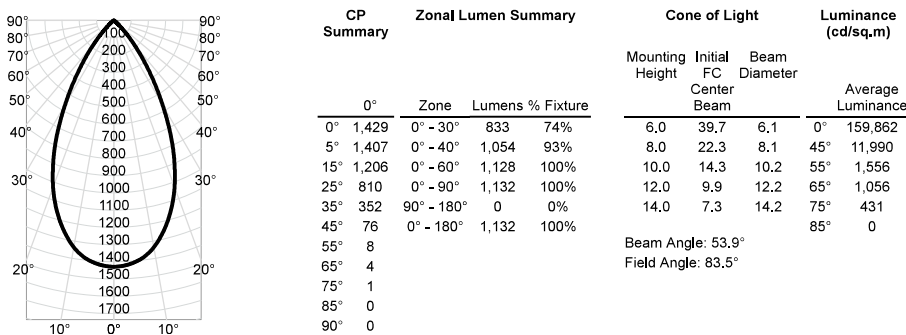 90° 90°
80° 100 80°
70° 200 70°
60° 300 60°
400
50° 500 50°
600
40° 700 40°
800
900
30° 1000 30°
1100
1200
1300
20° 1400 20°
1500
1600
1700
10° 0° 10°
CP Summary
0°
0° 1,429
5° 1,407
15° 1,206
25° 810
35° 352
45° 76
55° 8
65° 4
75° 1
85° 0
90° 0
Zonal Lumen Summary
Zone Lumens % Fixture
0° - 30° 833 74%
0° - 40° 1,054 93%
0° - 60° 1,128 100%
0° - 90° 1,132 100%
90° - 180° 0 0%
0° - 180° 1,132 100%
Cone of Light
Mounting Height Initial FC Center Beam Beam Diameter
6.0 39.7 6.1
8.0 22.3 8.1
10.0 14.3 10.2
12.0 9.9 12.2
14.0 7.3 14.2
Beam Angle: 53.9°
Field Angle: 83.5°
Luminance
(cd/sq.m)
Average
Luminance
0° 159,862
45° 11,990
55° 1,556
65° 1,056
75° 431
85° 0